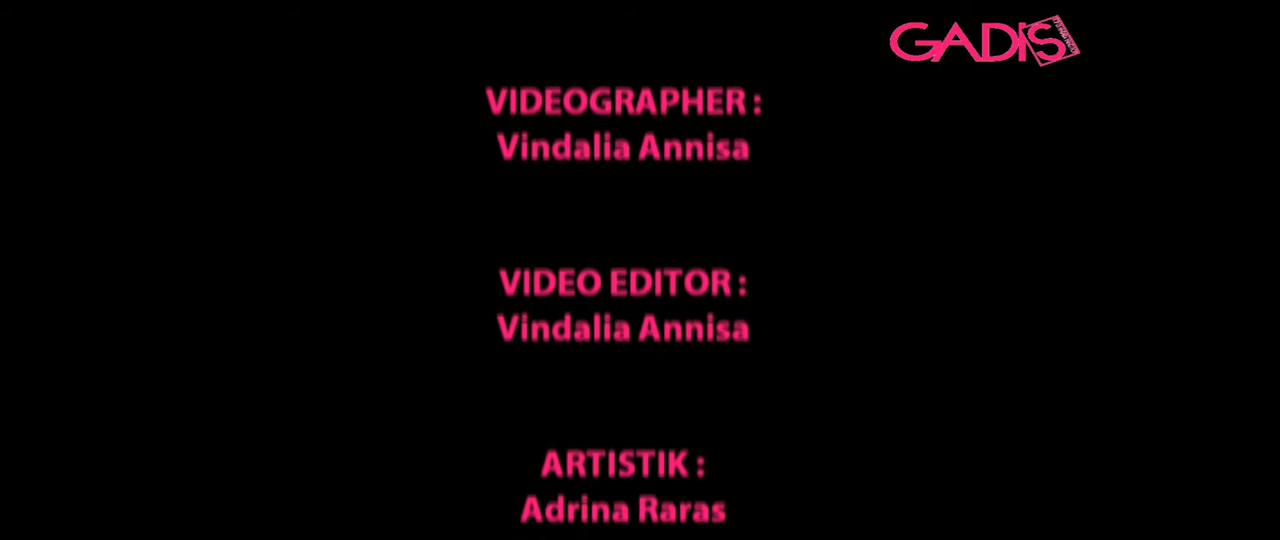 GADIS
VIDEOGRAPHER :
Vindalia Annisa
VIDEO EDITOR :
Vindalia Annisa
ARTISTIK :
Adrina Raras